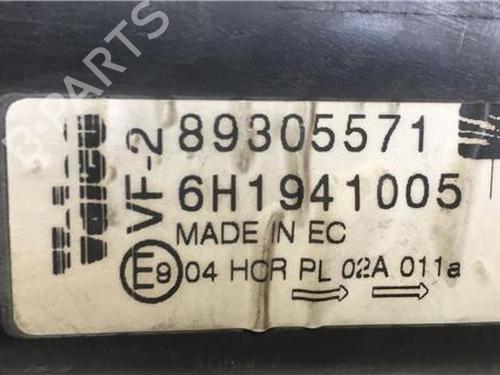 B-PARTS
Valeo
VF-2
89305571
6H1941005
MADE IN EC
E9 04 HCR PL 02A 011a